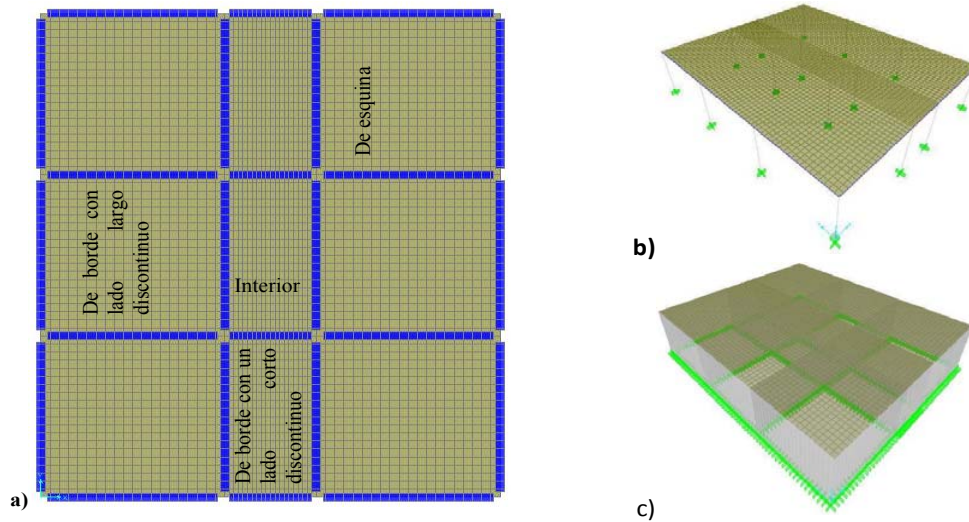 De esquina
De borde con
lado largo
discontinuo
Interior
De borde con un
lado corto
discontinuo
a)
b)
c)